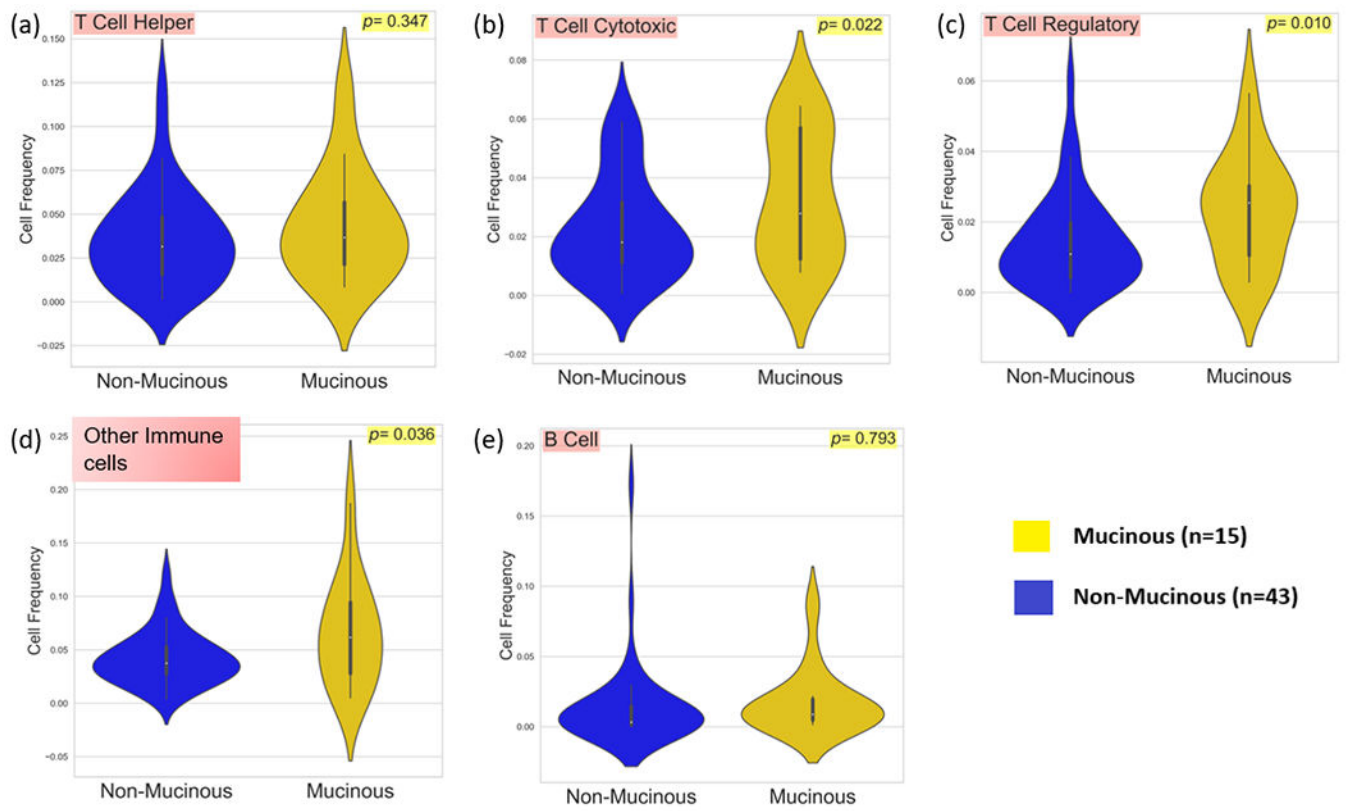 (a) T Cell Helper p= 0.347
0.150
0.125
0.100
0.075
0.050
0.025
0.000
−0.025
Cell Frequency
Non-Mucinous Mucinous
(b) T Cell Cytotoxic p= 0.022
0.08
0.06
0.04
0.02
0.00
−0.02
Cell Frequency
Non-Mucinous Mucinous
(c) T Cell Regulatory p= 0.010
0.06
0.04
0.02
0.00
Cell Frequency
Non-Mucinous Mucinous
(d) Other Immune p= 0.036
cells
0.25
0.20
0.15
0.10
0.05
0.00
−0.05
Cell Frequency
Non-Mucinous Mucinous
(e) B Cell p= 0.793
0.20
0.15
0.10
0.05
0.00
Cell Frequency
Non-Mucinous Mucinous
Mucinous (n=15)
Non-Mucinous (n=43)